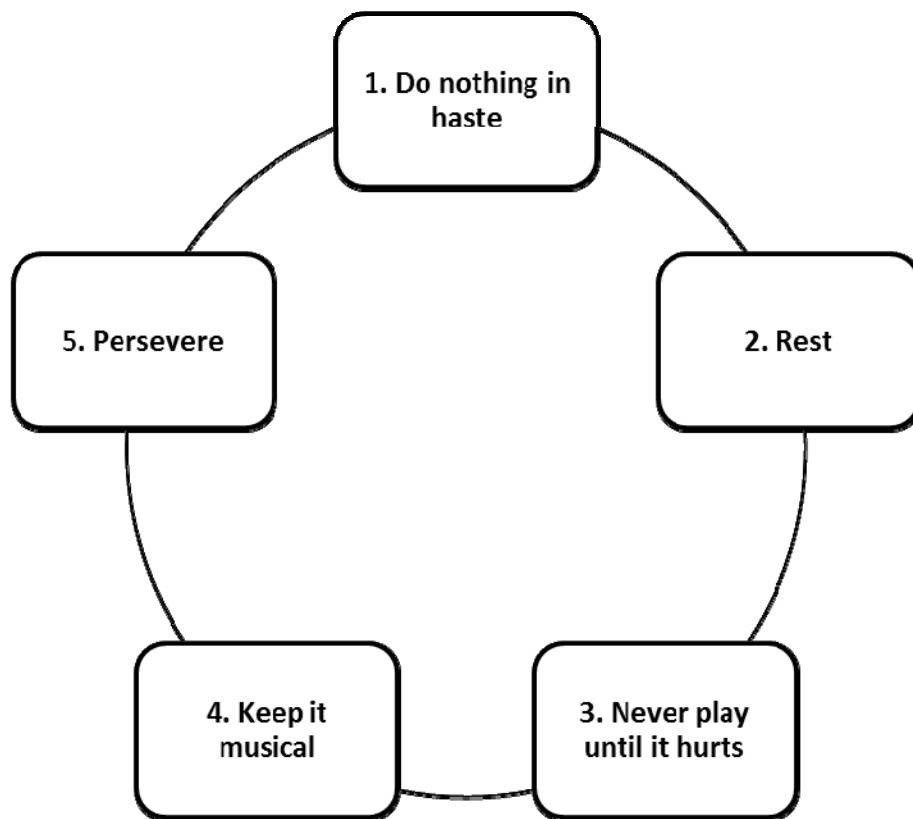 1. Do nothing in
haste
2. Rest
3. Never play
until it hurts
4. Keep it
musical
5. Persevere